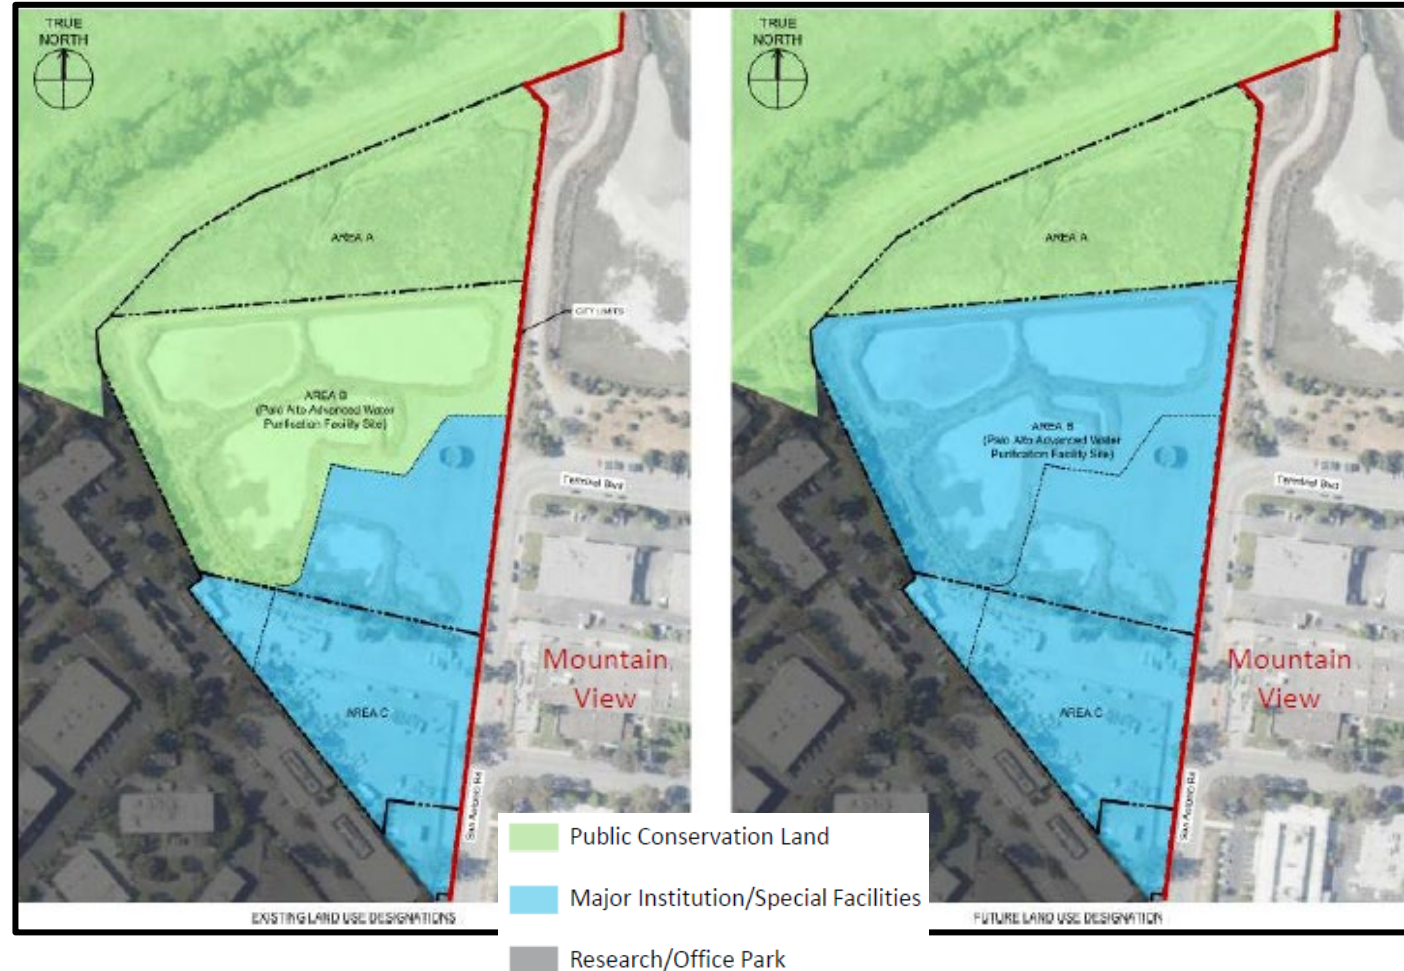 TRUE
NORTH
AREA A
CITY LIMITS
AREA B
(Palo Alto Advanced Water
Purification Facility Site)
Terminal Blvd
Mountain
View
AREA C
San Antonio Rd
EXISTING LAND USE DESIGNATIONS
TRUE
NORTH
AREA A
AREA B
(Palo Alto Advanced Water
Purification Facility Site)
Terminal Blvd
Mountain
View
AREA C
San Antonio Rd
FUTURE LAND USE DESIGNATION
Public Conservation Land
Major Institution/Special Facilities
Research/Office Park